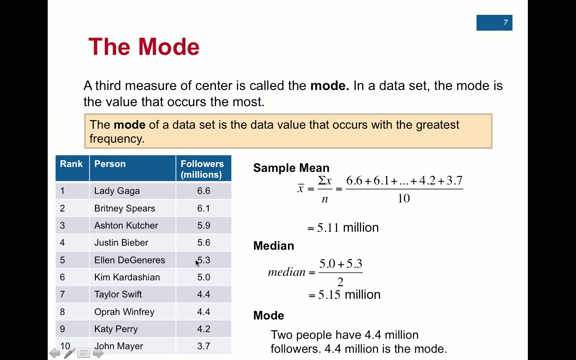 7
The Mode
A third measure of center is called the mode. In a data set, the mode is
the value that occurs the most.
The mode of a data set is the data value that occurs with the greatest
frequency.
Rank Person Followers
(millions)
1 Lady Gaga 6.6
2 Britney Spears 6.1
3 Ashton Kutcher 5.9
4 Justin Bieber 5.6
5 Ellen DeGeneres 5.3
6 Kim Kardashian 5.0
7 Taylor Swift 4.4
8 Oprah Winfrey 4.4
9 Katy Perry 4.2
10 John Mayer 3.7
Sample Mean
x̅ = Σx / n = 6.6 + 6.1 + ... + 4.2 + 3.7 / 10
= 5.11 million
Median
median = 5.0 + 5.3 / 2
= 5.15 million
Mode
Two people have 4.4 million
followers. 4.4 million is the mode.